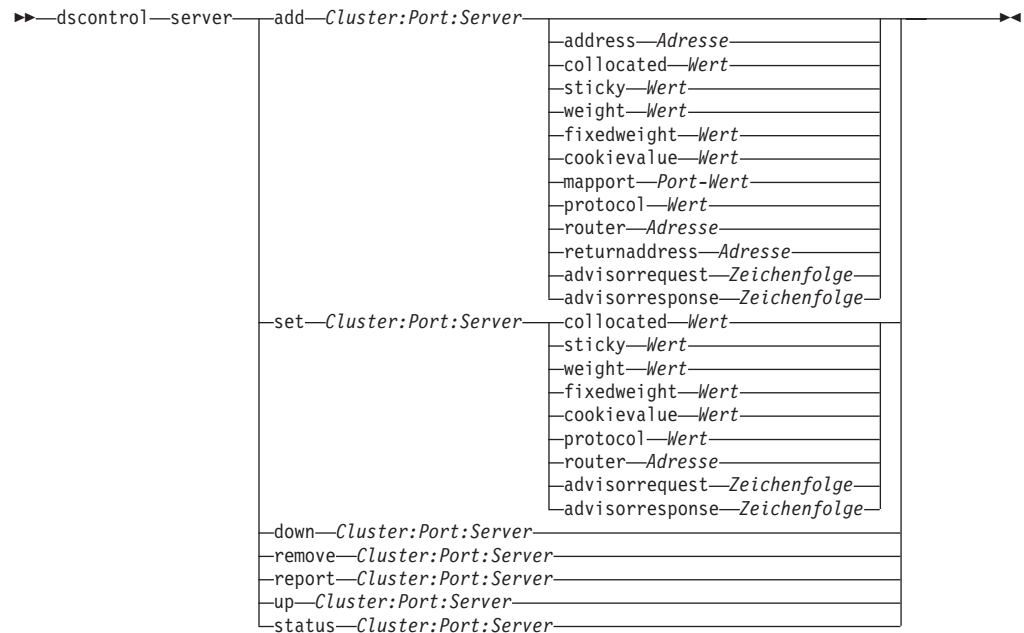 dscontrol server add Cluster:Port:Server
address Adresse
collocated Wert
sticky Wert
weight Wert
fixedweight Wert
cookievalue Wert
mapport Port-Wert
protocol Wert
router Adresse
returnaddress Adresse
advisorrequest Zeichenfolge
advisorresponse Zeichenfolge
set Cluster:Port:Server collocated Wert
sticky Wert
weight Wert
fixedweight Wert
cookievalue Wert
protocol Wert
router Adresse
advisorrequest Zeichenfolge
advisorresponse Zeichenfolge
down Cluster:Port:Server
remove Cluster:Port:Server
report Cluster:Port:Server
up Cluster:Port:Server
status Cluster:Port:Server